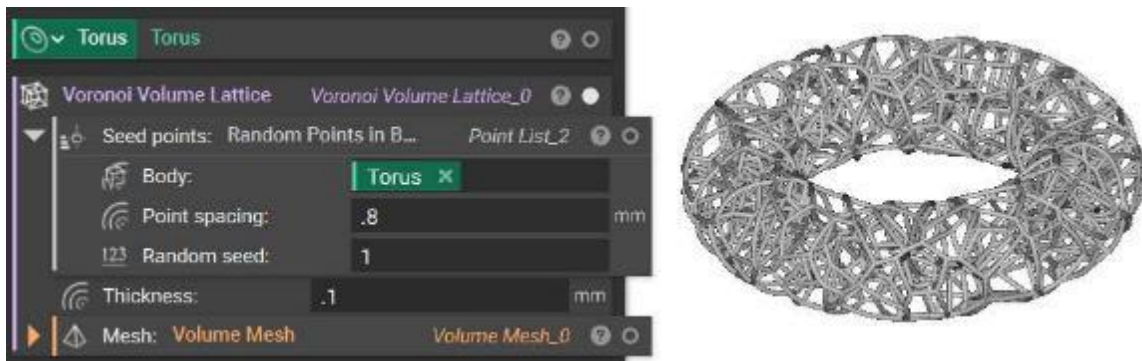 Torus Torus
Voronoi Volume Lattice Voronoi Volume Lattice_0
Seed points: Random Points in B... Point List_2
Body: Torus
Point spacing: .8 mm
123 Random seed: 1
Thickness: .1 mm
Mesh: Volume Mesh Volume Mesh_0